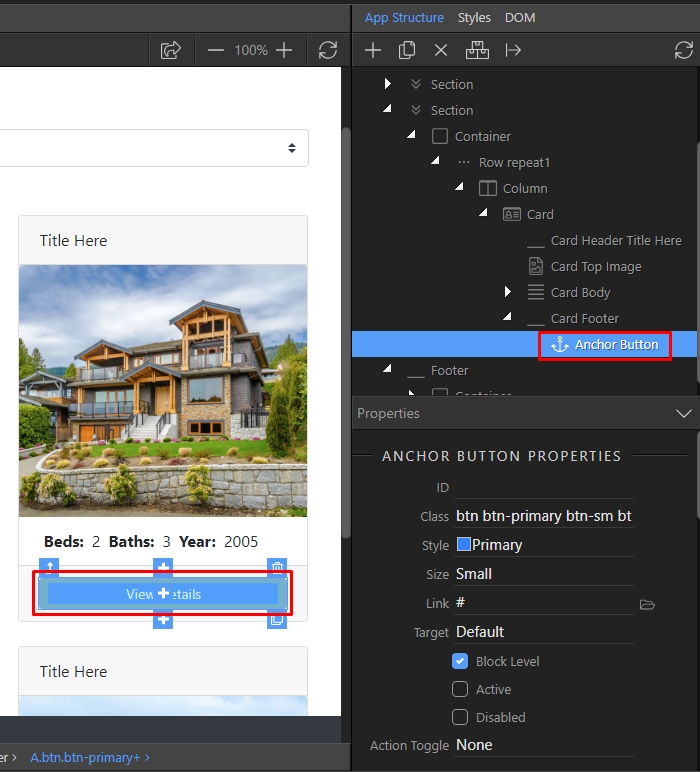 App Structure Styles DOM
100%
Section
Section
Container
Row repeat1
Column
Card
Card Header Title Here
Card Top Image
Card Body
Card Footer
Anchor Button
Footer
Container
Properties
ANCHOR BUTTON PROPERTIES
ID
Class btn btn-primary btn-sm bt
Style Primary
Size Small
Link #
Target Default
Block Level
Active
Disabled
Action Toggle None
Title Here
Beds: 2 Baths: 3 Year: 2005
View etails
Title Here
er > A.btn.btn-primary+ >